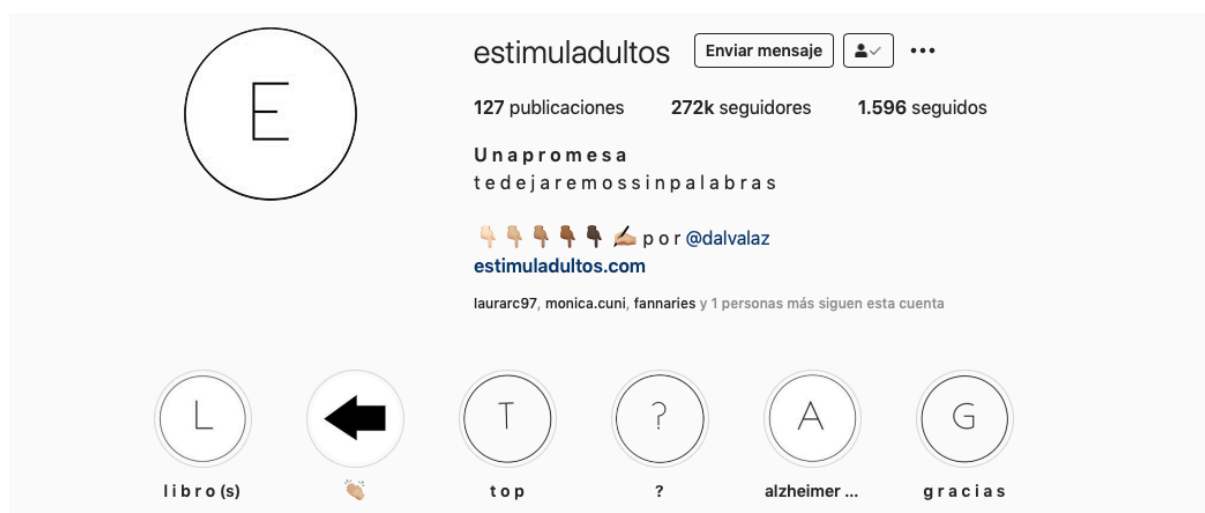 E
estimuladultos Enviar mensaje
127 publicaciones 272k seguidores 1.596 seguidos
U n a p r o m e s a
t e d e j a r e m o s s i n p a l a b r a s
👇🏻 👇🏼 👇🏽 👇🏾 👇🏿 ✍🏼 p o r @dalvalaz
estimuladultos.com
laurarc97, monica.cuni, fannaries y 1 personas más siguen esta cuenta
L T ? A G
l i b r o (s) 👏🏼 t o p ? alzheimer ... g r a c i a s